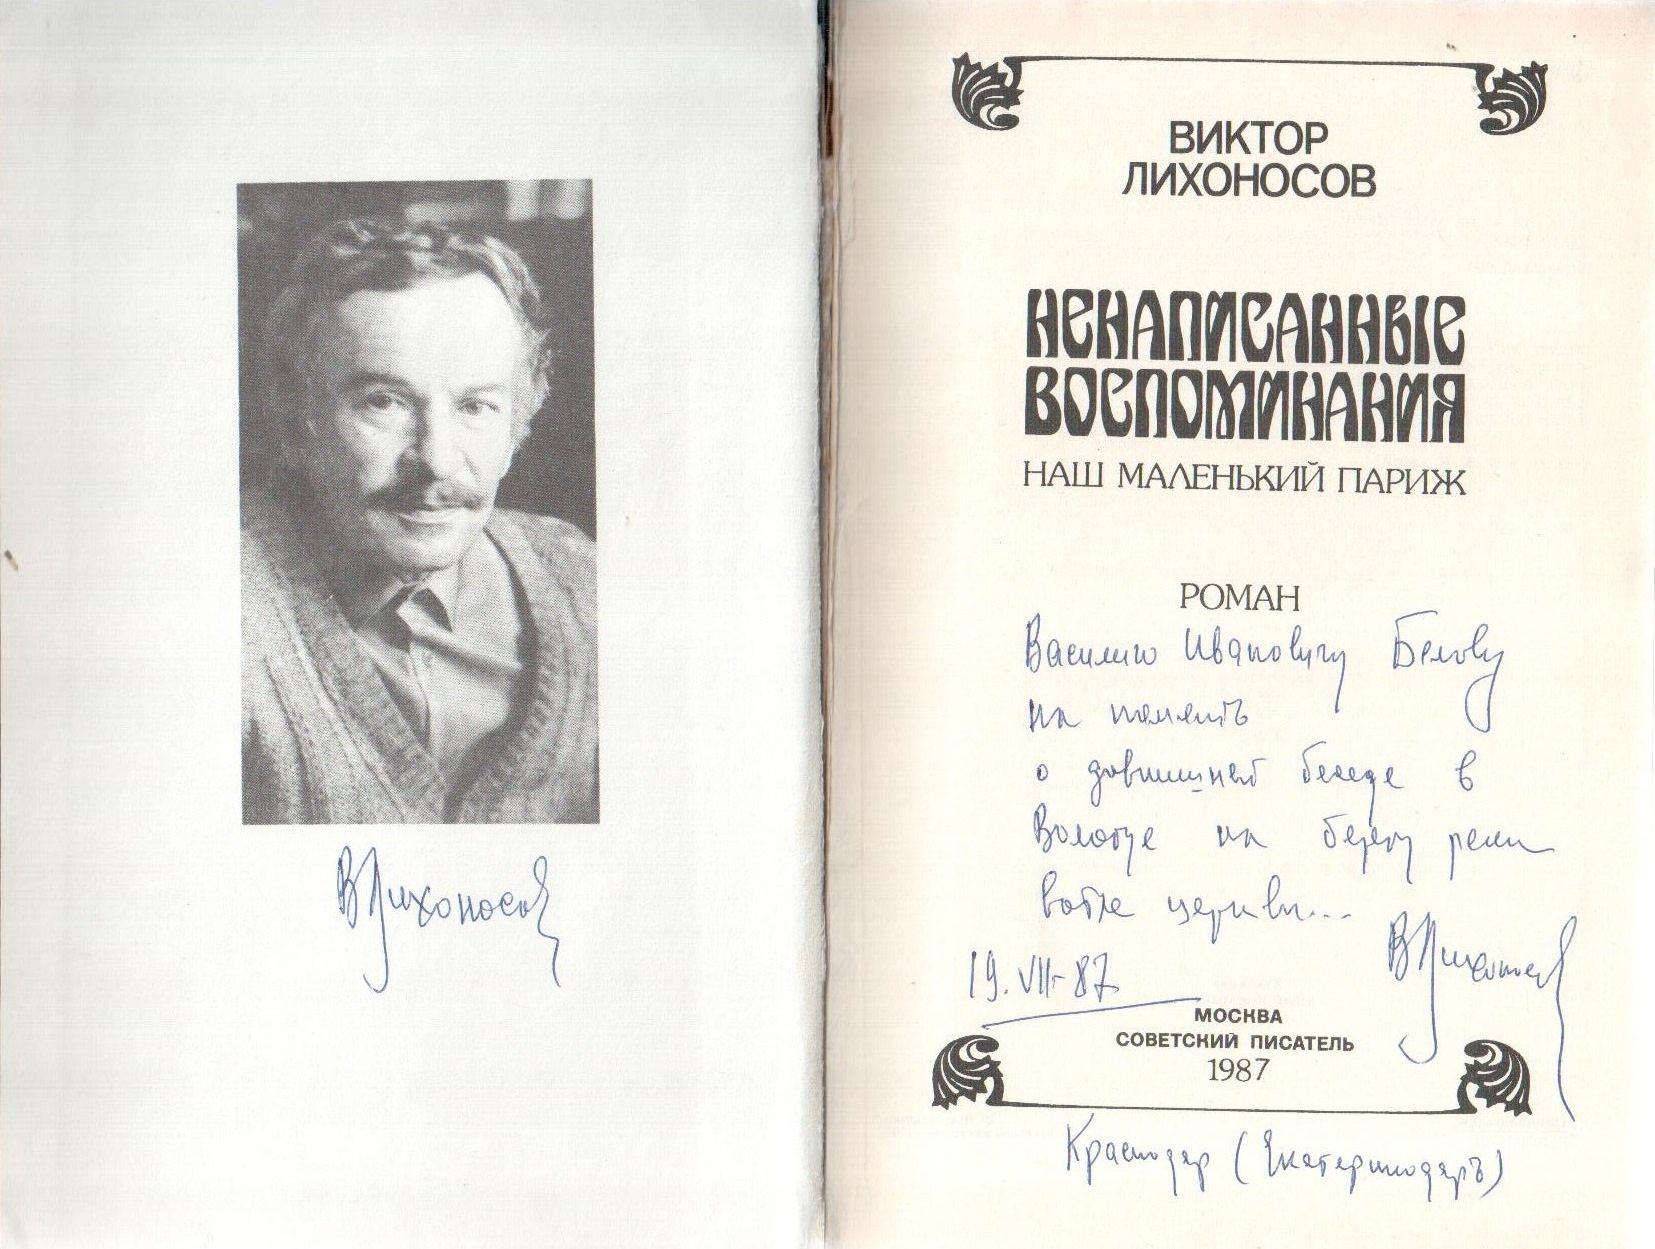 В Лихоносов
ВИКТОР
ЛИХОНОСОВ
НЕНАПИСАННЫЕ
ВОСПОМИНАНИЯ
НАШ МАЛЕНЬКИЙ ПАРИЖ
РОМАН
Василию Ивановичу Белову
на память
о давнишней беседе в
Вологде на берегу реки
возле церкви...
В Лихоносов
19. VII-87
МОСКВА
СОВЕТСКИЙ ПИСАТЕЛЬ
1987
Краснодар (Екатеринодаръ)